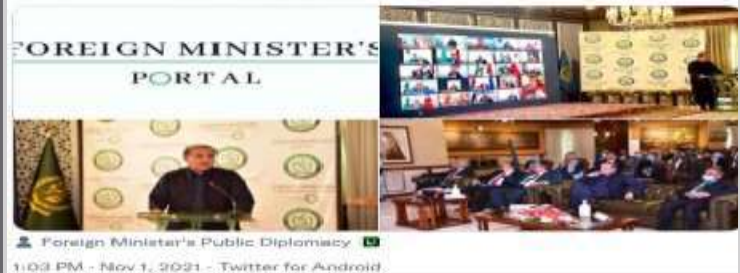 FOREIGN MINISTER'S
PORTAL
Foreign Minister's Public Diplomacy
1:03 PM - Nov 1, 2021 - Twitter for Android